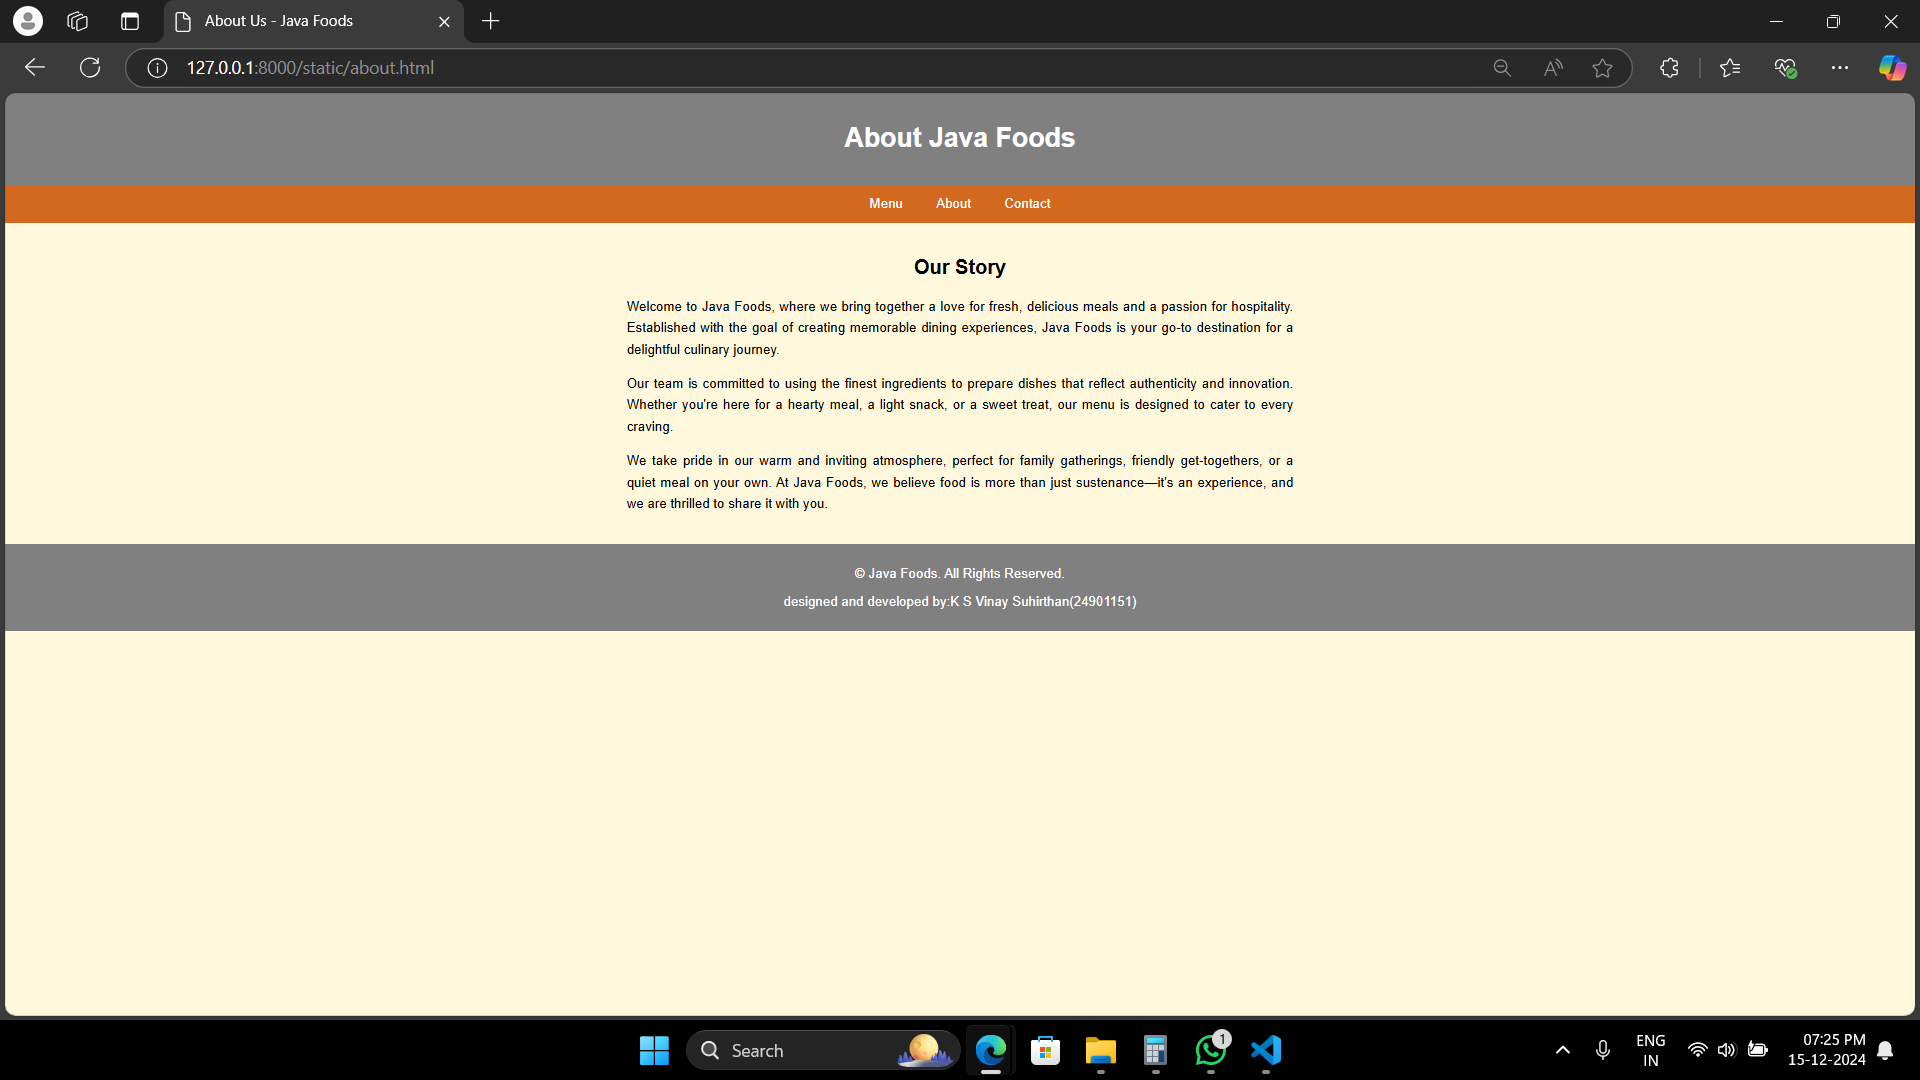 About Us - Java Foods
127.0.0.1:8000/static/about.html
About Java Foods
Menu About Contact
Our Story
Welcome to Java Foods, where we bring together a love for fresh, delicious meals and a passion for hospitality.
Established with the goal of creating memorable dining experiences, Java Foods is your go-to destination for a
delightful culinary journey.
Our team is committed to using the finest ingredients to prepare dishes that reflect authenticity and innovation.
Whether you're here for a hearty meal, a light snack, or a sweet treat, our menu is designed to cater to every
craving.
We take pride in our warm and inviting atmosphere, perfect for family gatherings, friendly get-togethers, or a
quiet meal on your own. At Java Foods, we believe food is more than just sustenance—it's an experience, and
we are thrilled to share it with you.
© Java Foods. All Rights Reserved.
designed and developed by:K S Vinay Suhirthan(24901151)
Search
1
ENG
IN
07:25 PM
15-12-2024